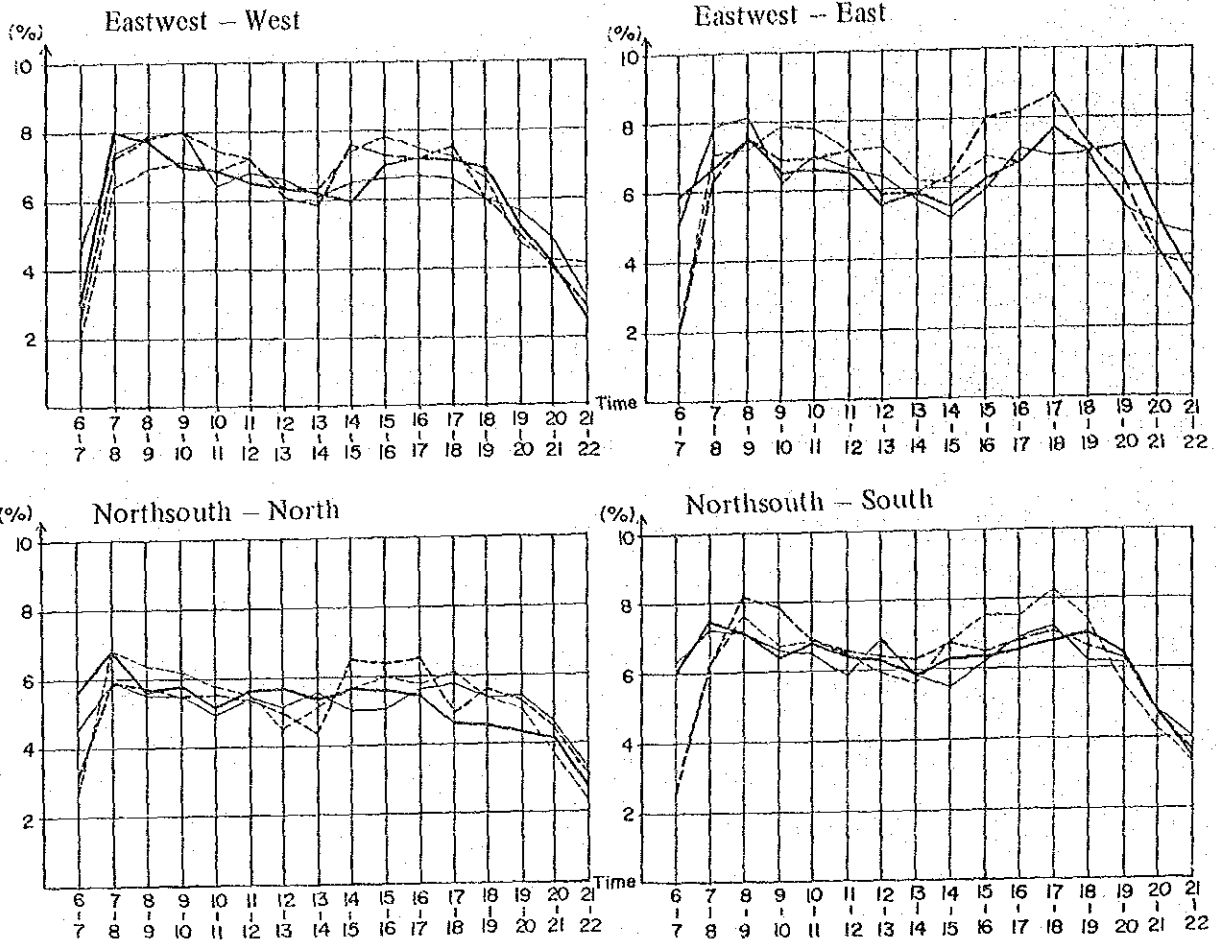 Eastwest – West
(%)
10
8
6
4
2
Time
6 7 8 9 10 11 12 13 14 15 16 17 18 19 20 21
7 8 9 10 11 12 13 14 15 16 17 18 19 20 21 22
Eastwest – East
(%)
10
8
6
4
2
6 7 8 9 10 11 12 13 14 15 16 17 18 19 20 21
7 8 9 10 11 12 13 14 15 16 17 18 19 20 21 22
Northsouth – North
(%)
10
8
6
4
2
Time
6 7 8 9 10 11 12 13 14 15 16 17 18 19 20 21
7 8 9 10 11 12 13 14 15 16 17 18 19 20 21 22
Northsouth – South
(%)
10
8
6
4
2
6 7 8 9 10 11 12 13 14 15 16 17 18 19 20 21
7 8 9 10 11 12 13 14 15 16 17 18 19 20 21 22